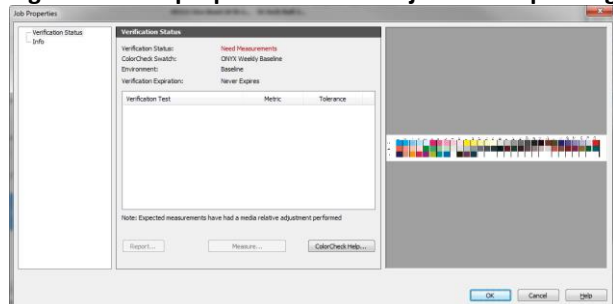 Job Properties
Verification Status
Info
Verification Status
Verification Status: Need Measurements
ColorCheck Swatch: ONYX Weekly Baseline
Environment: Baseline
Verification Expiration: Never Expires
Verification Test Metric Tolerance
Note: Expected measurements have had a media relative adjustment performed
Report... Measure... ColorCheck Help...
OK Cancel Help